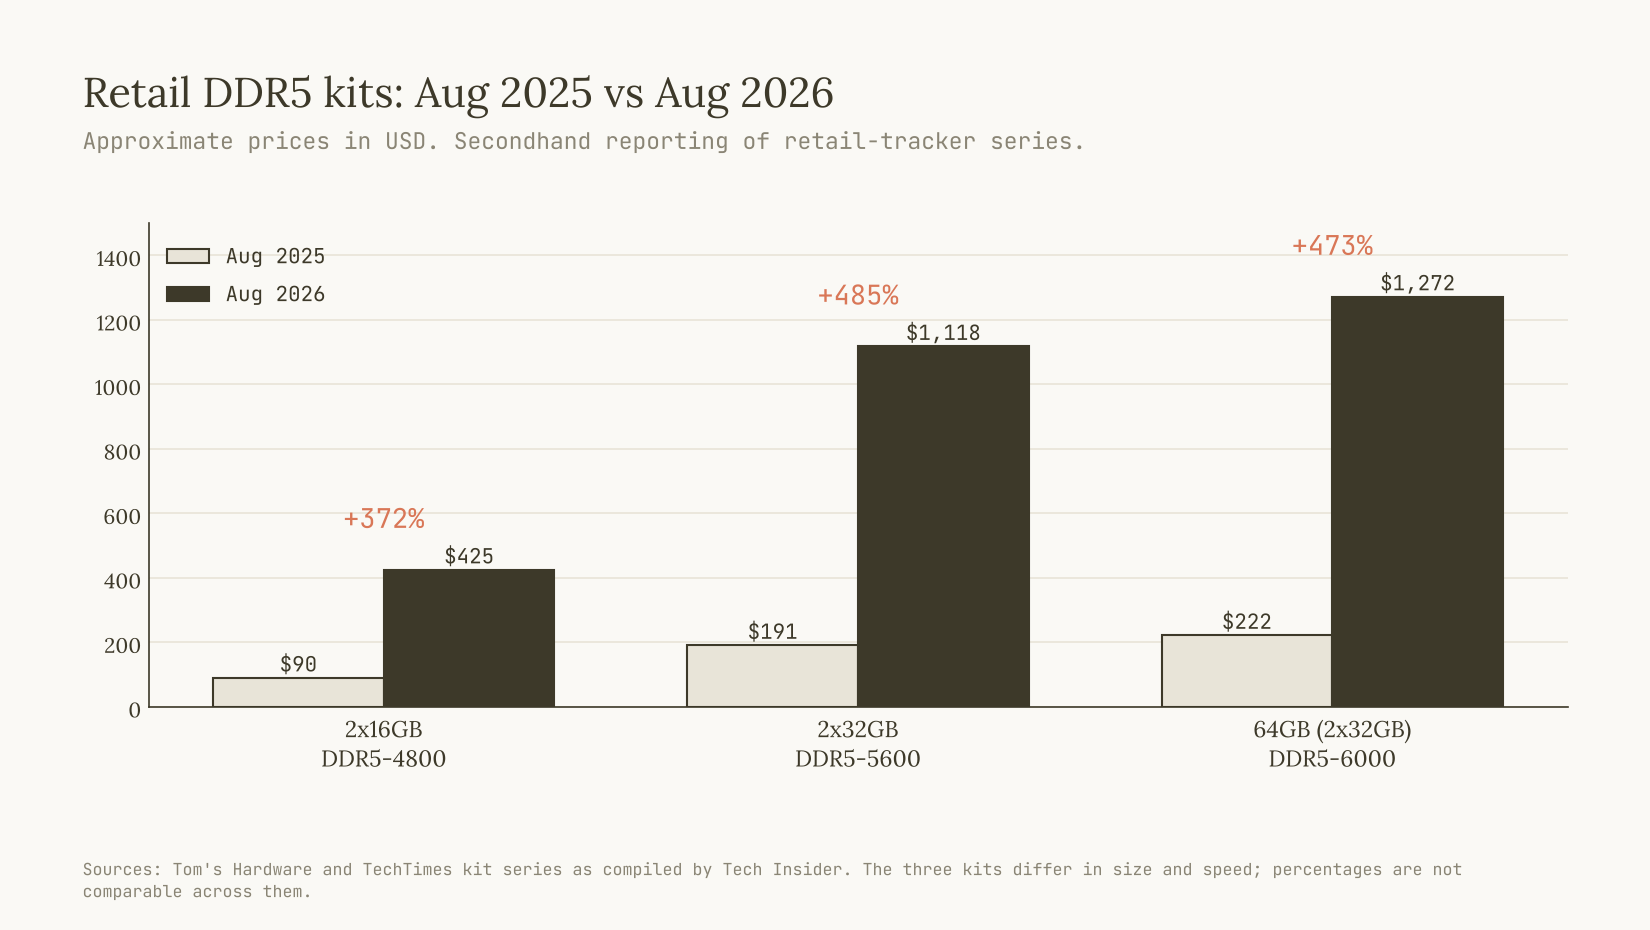 Retail DDR5 kits: Aug 2025 vs Aug 2026
Approximate prices in USD. Secondhand reporting of retail-tracker series.
1400
1200
1000
800
600
400
200
0
Aug 2025
Aug 2026
+372%
$90
$425
+485%
$191
$1,118
+473%
$222
$1,272
2x16GB
DDR5-4800
2x32GB
DDR5-5600
64GB (2x32GB)
DDR5-6000
Sources: Tom's Hardware and TechTimes kit series as compiled by Tech Insider. The three kits differ in size and speed; percentages are not
comparable across them.